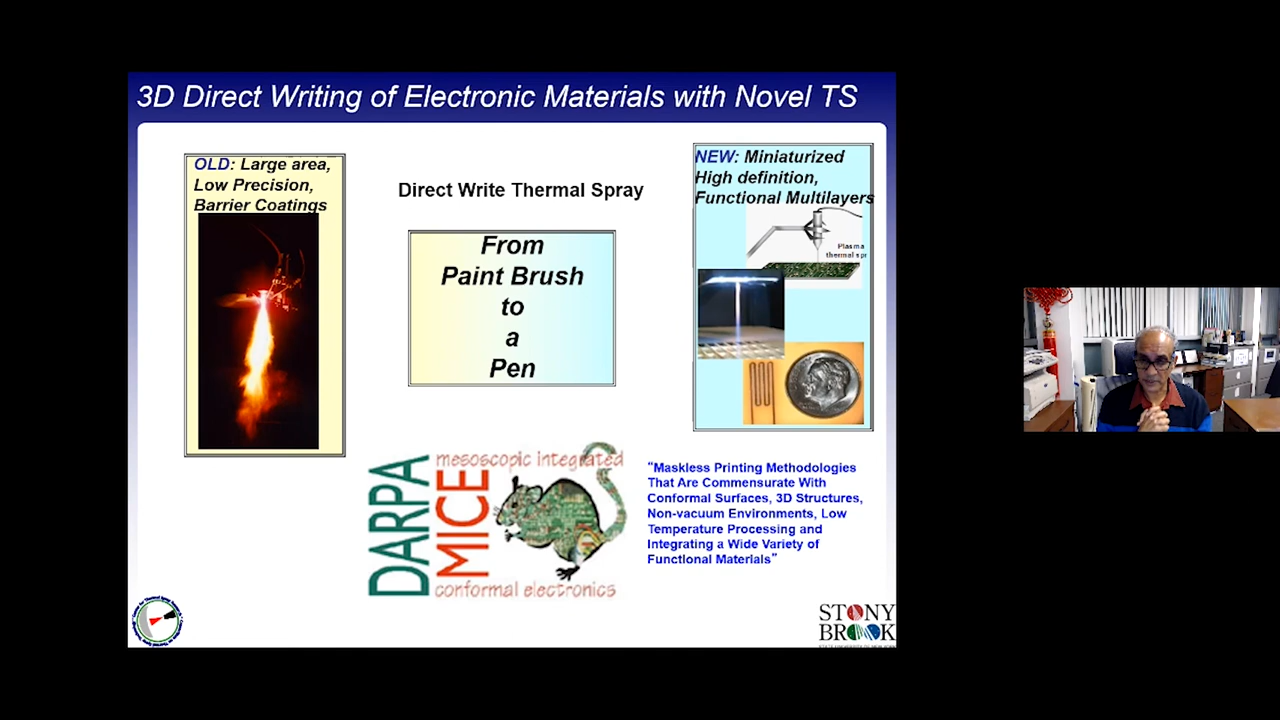 3D Direct Writing of Electronic Materials with Novel TS
OLD: Large area,
Low Precision,
Barrier Coatings
Direct Write Thermal Spray
From
Paint Brush
to
a
Pen
NEW: Miniaturized
High definition,
Functional Multilayers
Plasma
thermal spr
DARPA
MICE
mesoscopic integrated
conformal electronics
"Maskless Printing Methodologies
That Are Commensurate With
Conformal Surfaces, 3D Structures,
Non-vacuum Environments, Low
Temperature Processing and
Integrating a Wide Variety of
Functional Materials"
STONY
BROOK